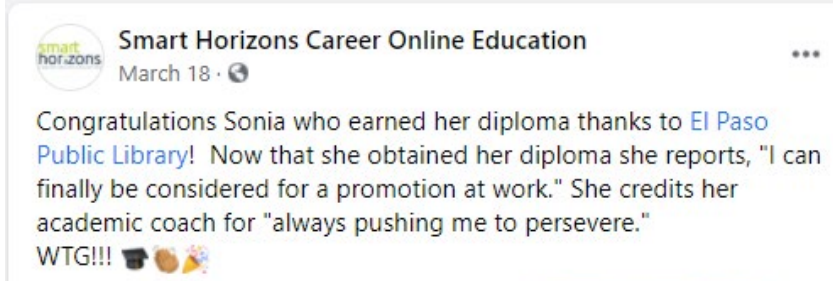 smart
horizons
Smart Horizons Career Online Education
March 18 ·
Congratulations Sonia who earned her diploma thanks to El Paso
Public Library!  Now that she obtained her diploma she reports, "I can
finally be considered for a promotion at work." She credits her
academic coach for "always pushing me to persevere."
WTG!!! 🎓👏🎉